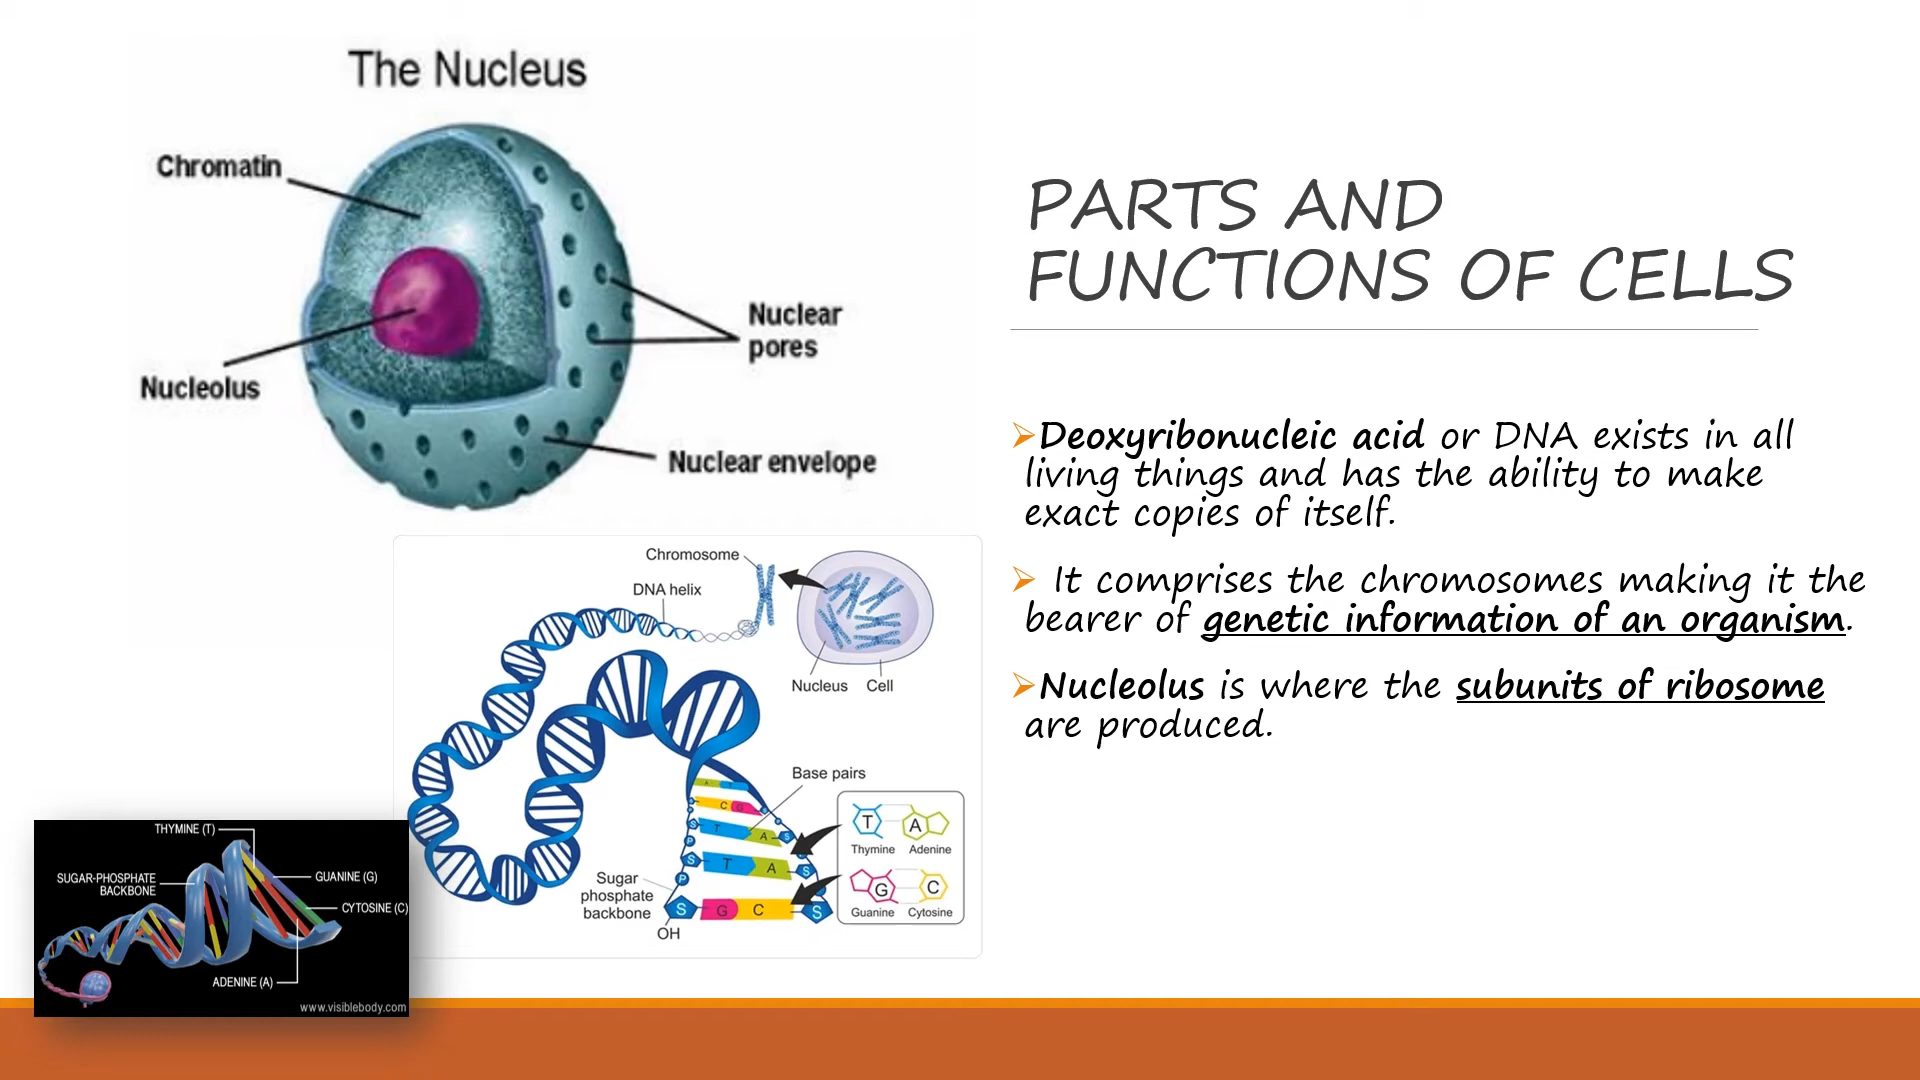 The Nucleus
Chromatin
Nucleolus
Nuclear
pores
Nuclear envelope
PARTS AND
FUNCTIONS OF CELLS
Deoxyribonucleic acid or DNA exists in all
living things and has the ability to make
exact copies of itself.
It comprises the chromosomes making it the
bearer of genetic information of an organism.
Nucleolus is where the subunits of ribosome
are produced.
Chromosome
DNA helix
Nucleus
Cell
Base pairs
A T
C G
T A
T A
G C
S
P
S
P
S
S
S
S
Sugar
phosphate
backbone
OH
T A
Thymine Adenine
G C
Guanine Cytosine
THYMINE (T)
SUGAR-PHOSPHATE
BACKBONE
GUANINE (G)
CYTOSINE (C)
ADENINE (A)
www.visiblebody.com